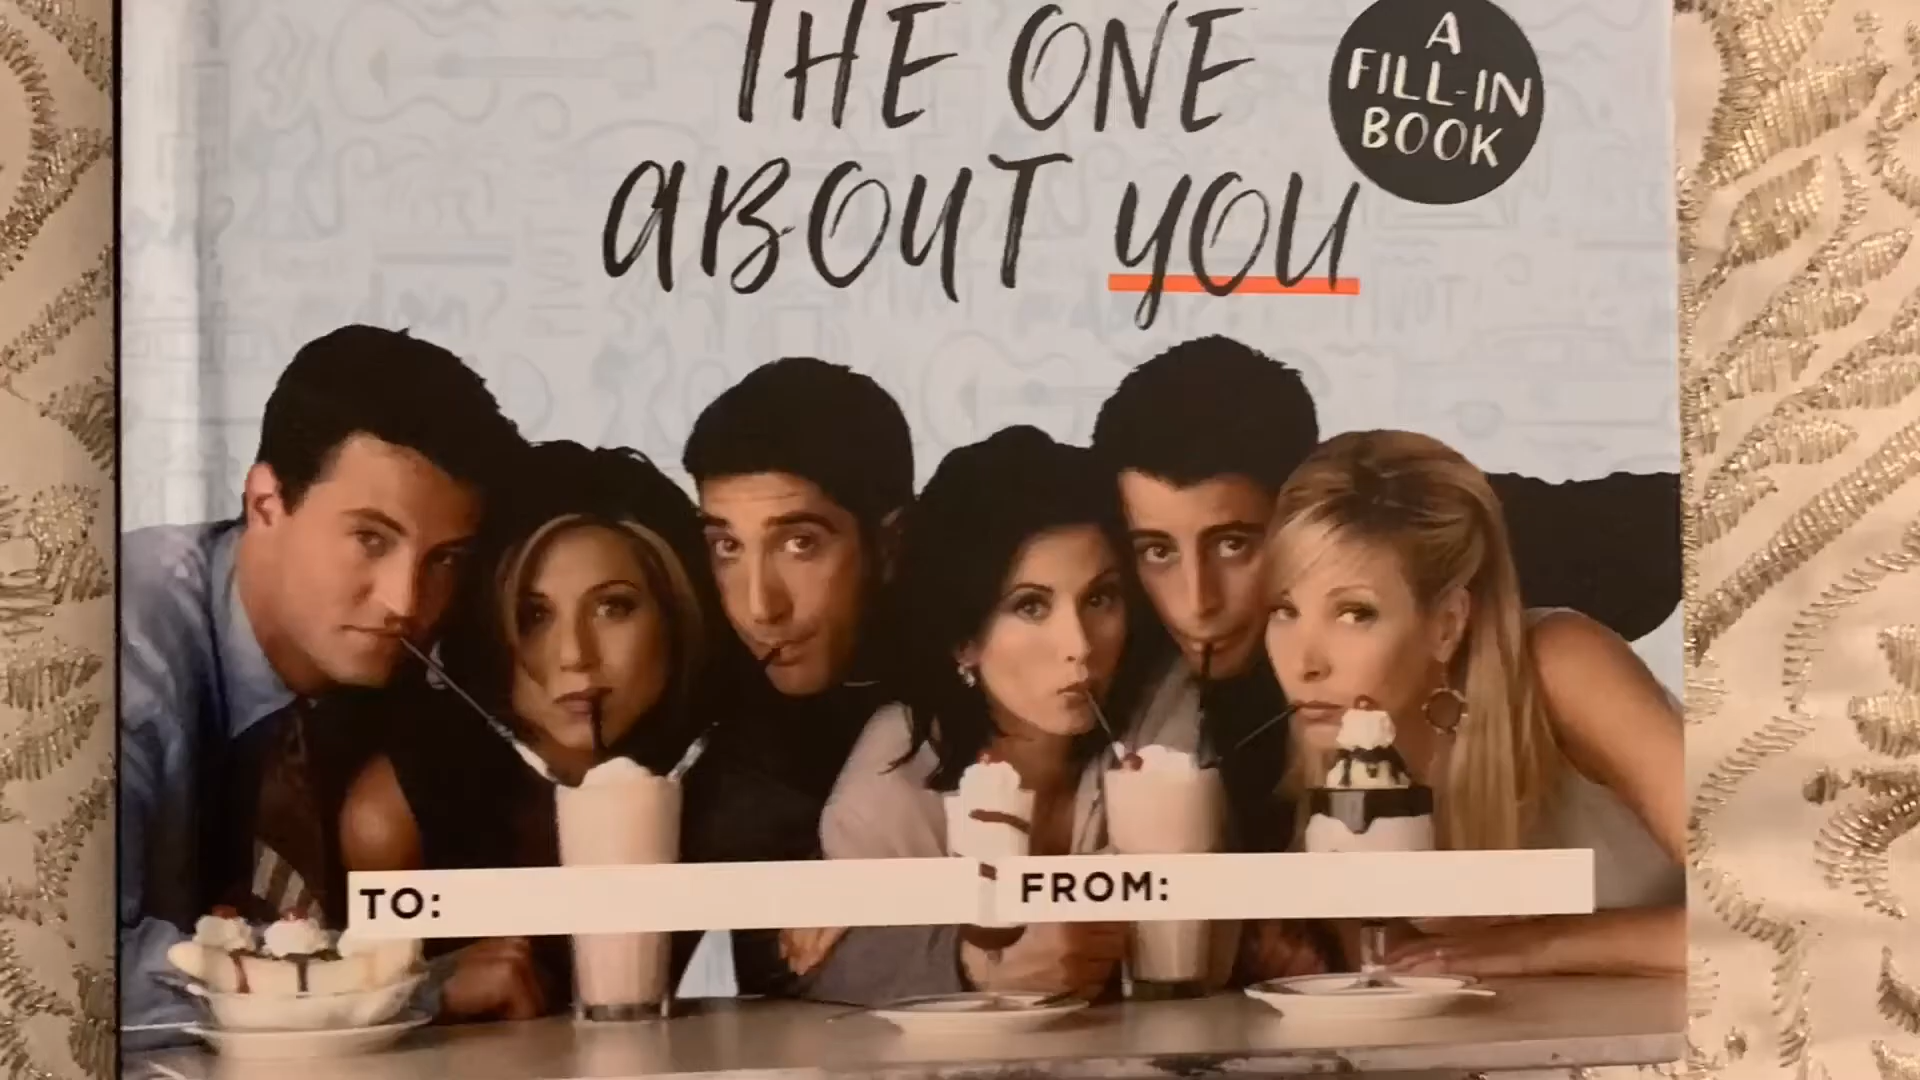 THE ONE
ABOUT YOU
A
FILL-IN
BOOK
TO:
FROM: